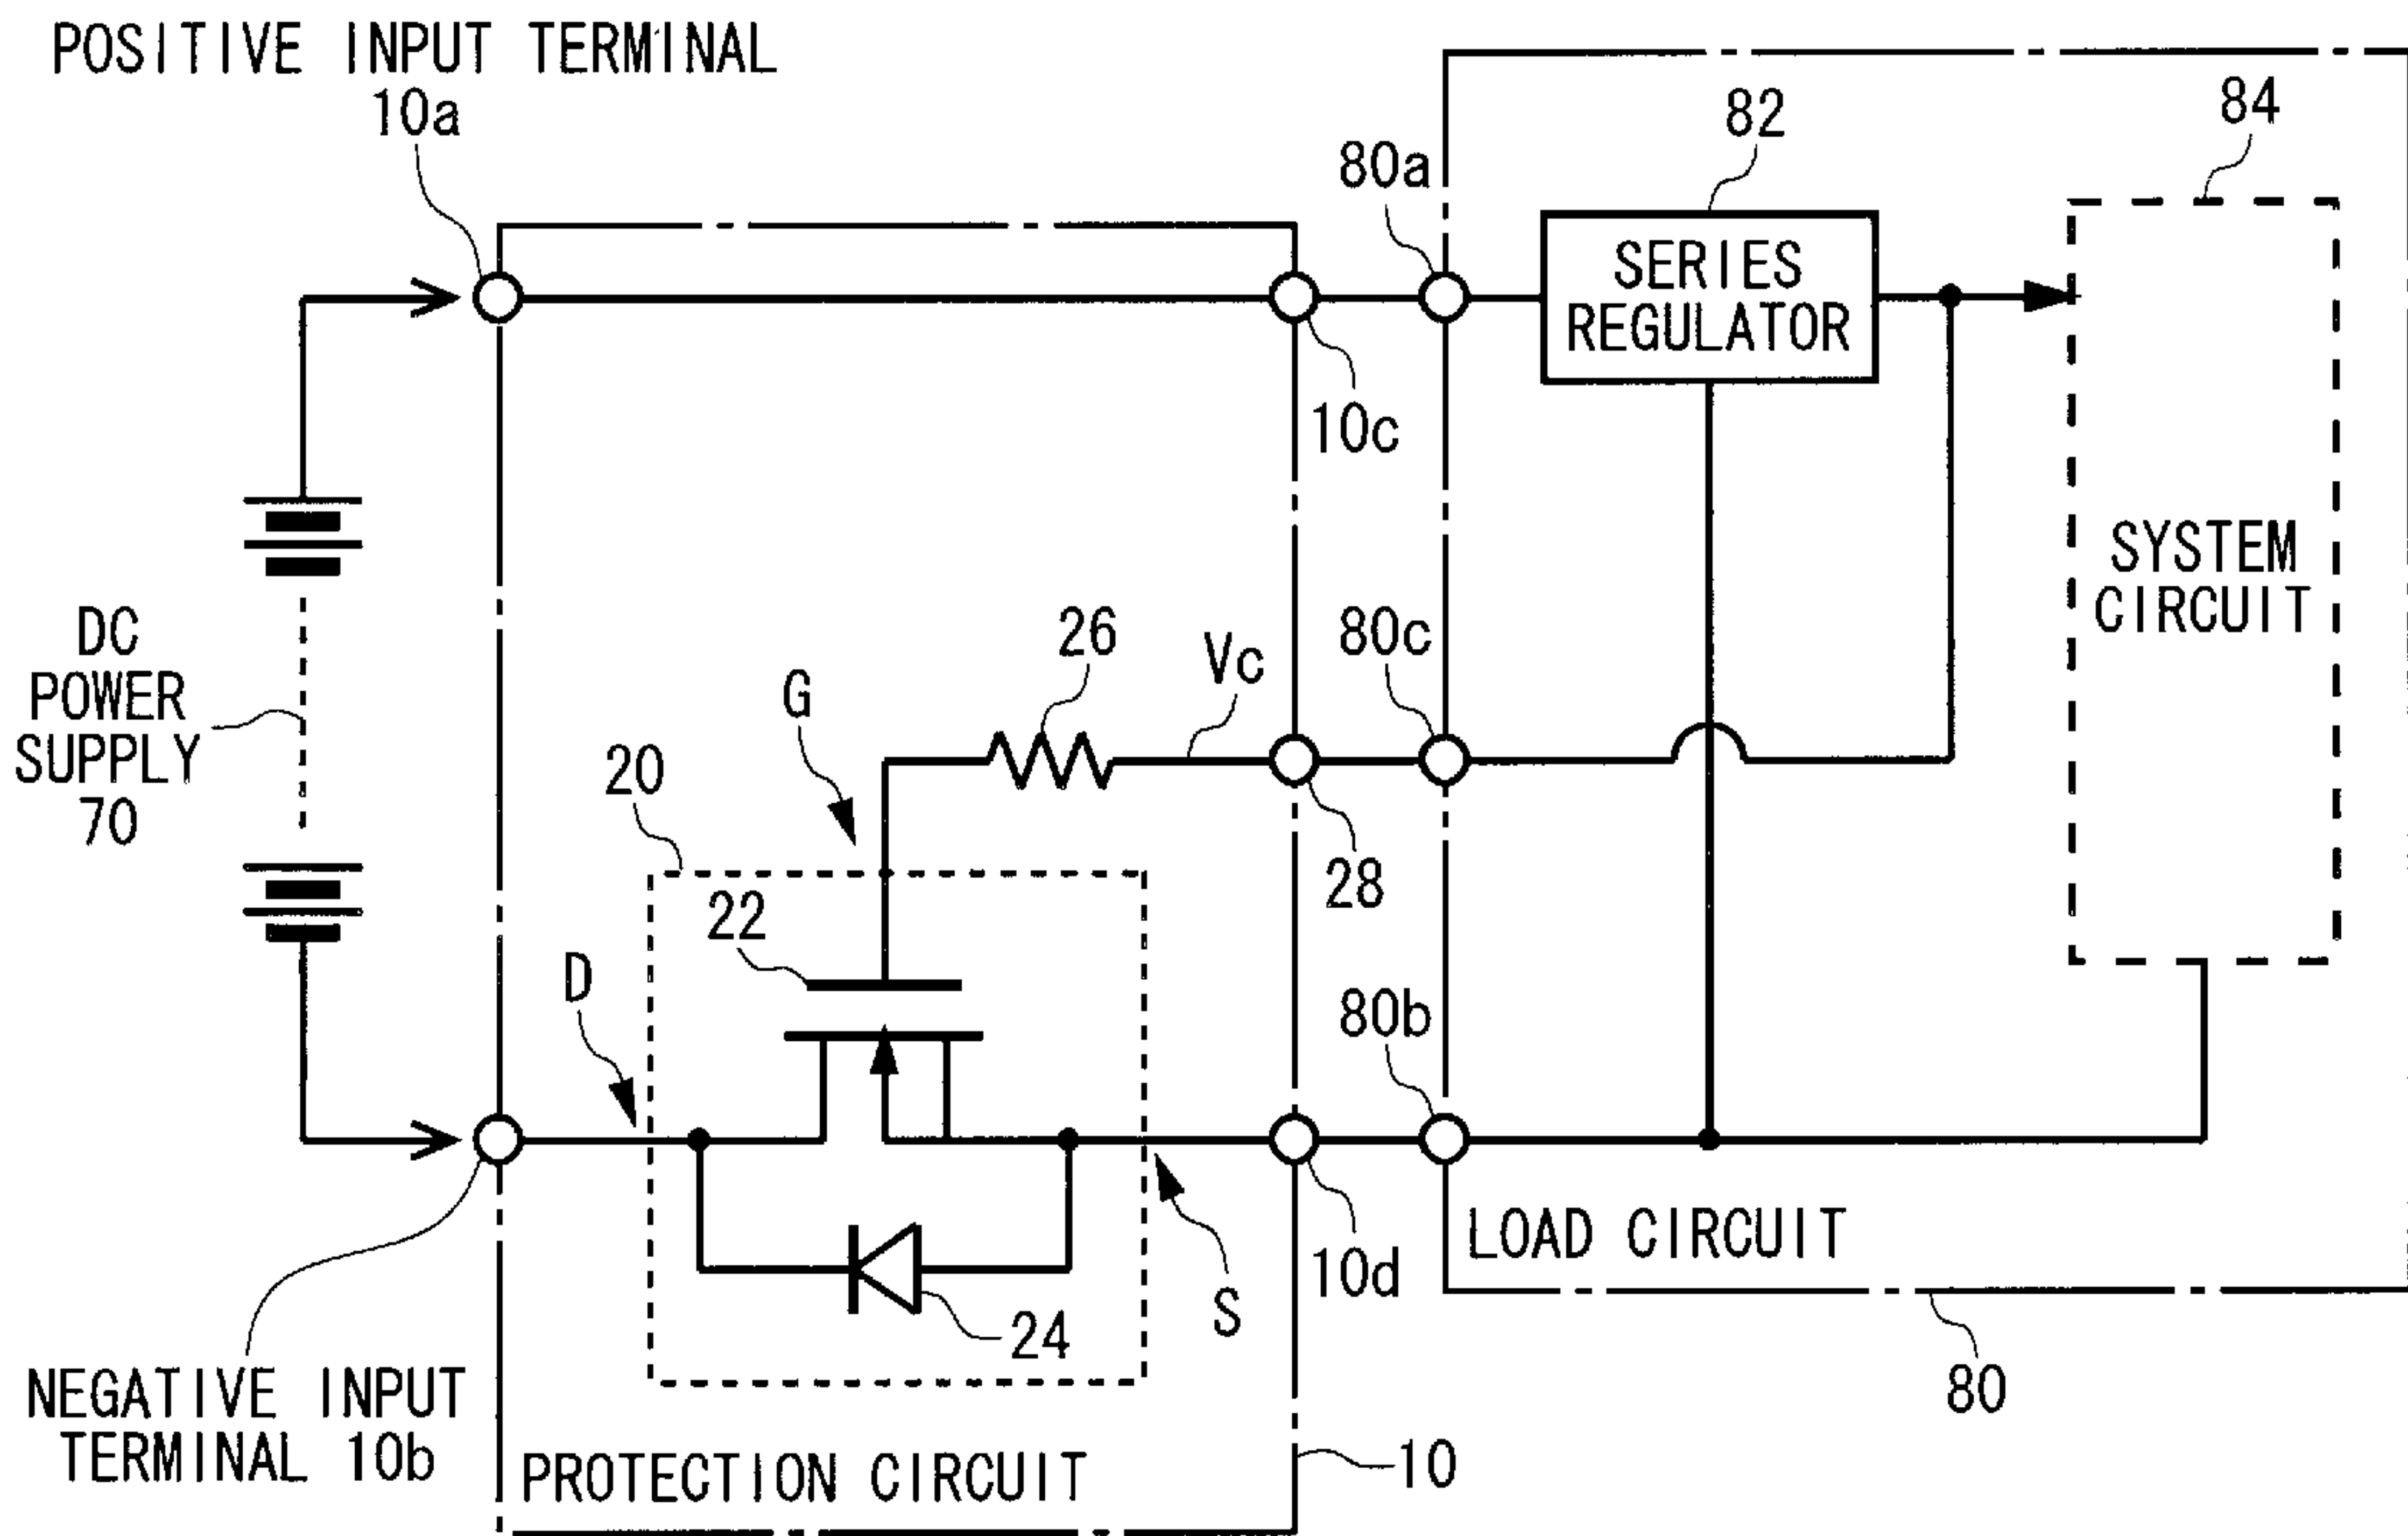 POSITIVE INPUT TERMINAL
10a
82
84
80a
SERIES
REGULATOR
10c
SYSTEM
CIRCUIT
DC
POWER
SUPPLY
70
26
80c
Vc
G
20
28
22
D
80b
LOAD CIRCUIT
10d
S
24
80
NEGATIVE INPUT
TERMINAL 10b
PROTECTION CIRCUIT
10